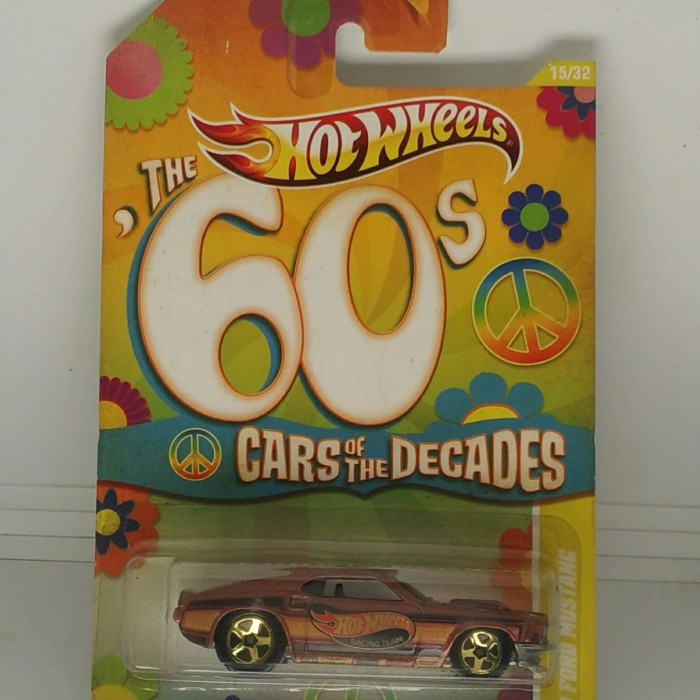 15/32
HOT WHEELS
'THE
60s
CARS OF THE DECADES
HOT WHEELS
RACING TEAM
FORD MUSTANG